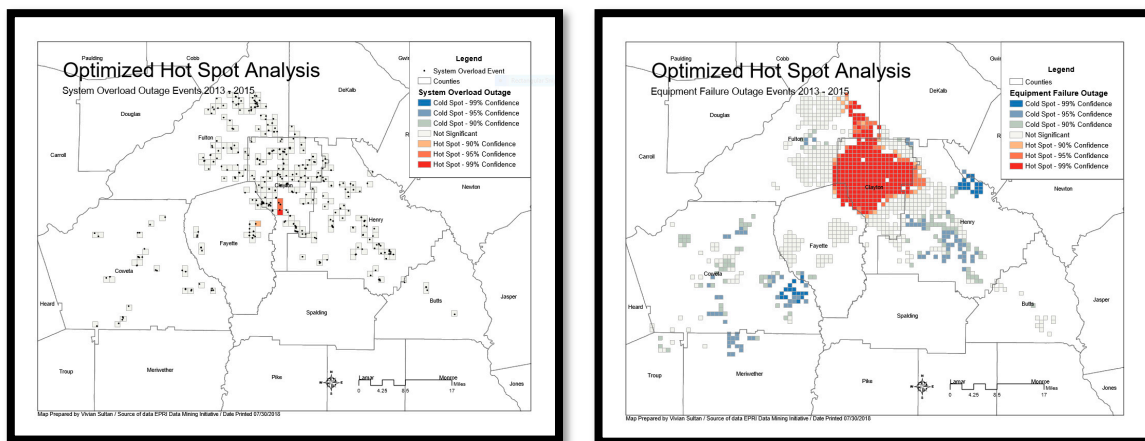 Optimized Hot Spot Analysis
System Overload Outage Events 2013 - 2015
Legend
System Overload Event
Counties
System Overload Outage
Cold Spot - 99% Confidence
Cold Spot - 95% Confidence
Cold Spot - 90% Confidence
Not Significant
Hot Spot - 90% Confidence
Hot Spot - 95% Confidence
Hot Spot - 99% Confidence
Paulding
Cobb
DeKalb
Douglas
Fulton
Carroll
Clayton
Newton
Henry
Fayette
Coweta
Heard
Butts
Jasper
Spalding
Troup
Meriwether
Pike
Lamar
Monroe
Jones
N
W E
S
0 4.25 8.5 17
Miles
Map Prepared by Vivian Sultan / Source of data EPRI Data Mining Initiative / Date Printed 07/30/2018
Optimized Hot Spot Analysis
Equipment Failure Outage Events 2013 - 2015
Legend
Counties
Equipment Failure Outage
Cold Spot - 99% Confidence
Cold Spot - 95% Confidence
Cold Spot - 90% Confidence
Not Significant
Hot Spot - 90% Confidence
Hot Spot - 95% Confidence
Hot Spot - 99% Confidence
Paulding
Cobb
DeKalb
Douglas
Fulton
Carroll
Clayton
Newton
Henry
Fayette
Coweta
Heard
Butts
Jasper
Spalding
Troup
Meriwether
Pike
Lamar
Monroe
Jones
N
W E
S
0 4.25 8.5 17
Miles
Map Prepared by Vivian Sultan / Source of data EPRI Data Mining Initiative / Date Printed 07/30/2018